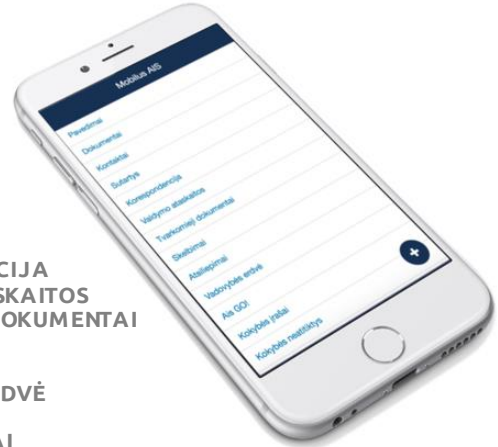 Mobilus AIS
Pavedimai
Dokumentai
Kontaktai
Sutartys
Korespondencija
Valdymo ataskaitos
Tvarkomieji dokumentai
Skelbimai
Atsiliepimai
Vadovybės erdvė
Ais GO!
Kokybės įrašai
Kokybės neatitiktys
CIJA
SKAITOS
OKUMENTAI
DVĖ
AI